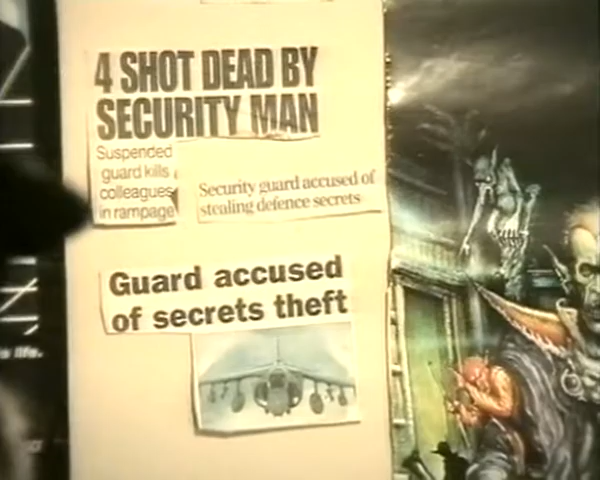 4 SHOT DEAD BY
SECURITY MAN
Suspended
guard kills
colleagues
in rampage
Security guard accused of
stealing defence secrets
Guard accused
of secrets theft
life.